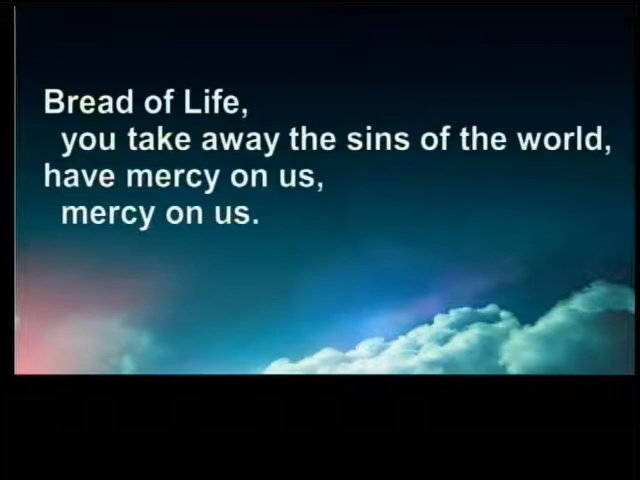 Bread of Life,
you take away the sins of the world,
have mercy on us,
mercy on us.